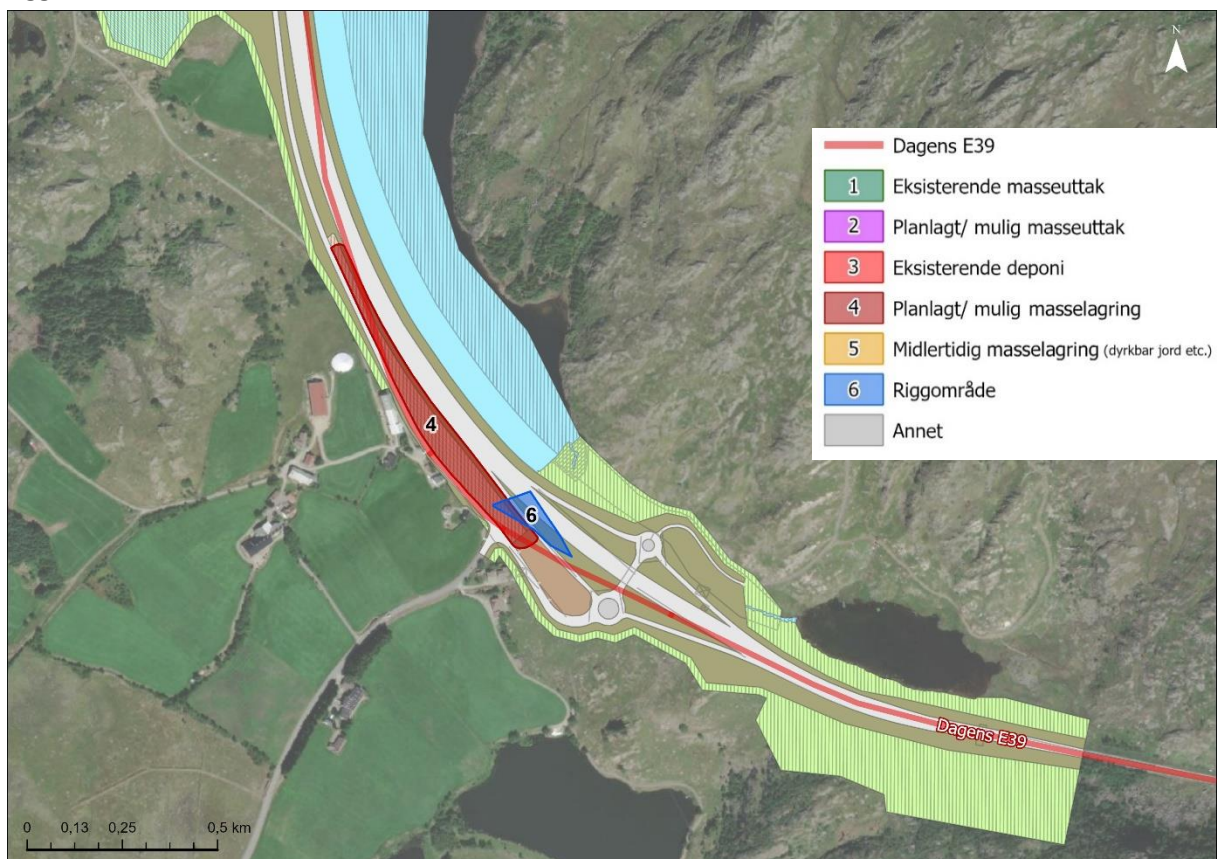 N
Dagens E39
1 Eksisterende masseuttak
2 Planlagt/ mulig masseuttak
3 Eksisterende deponi
4 Planlagt/ mulig masselagring
5 Midlertidig masselagring (dyrkbar jord etc.)
6 Riggområde
Annet
4
6
Dagens E39
0 0,13 0,25 0,5 km